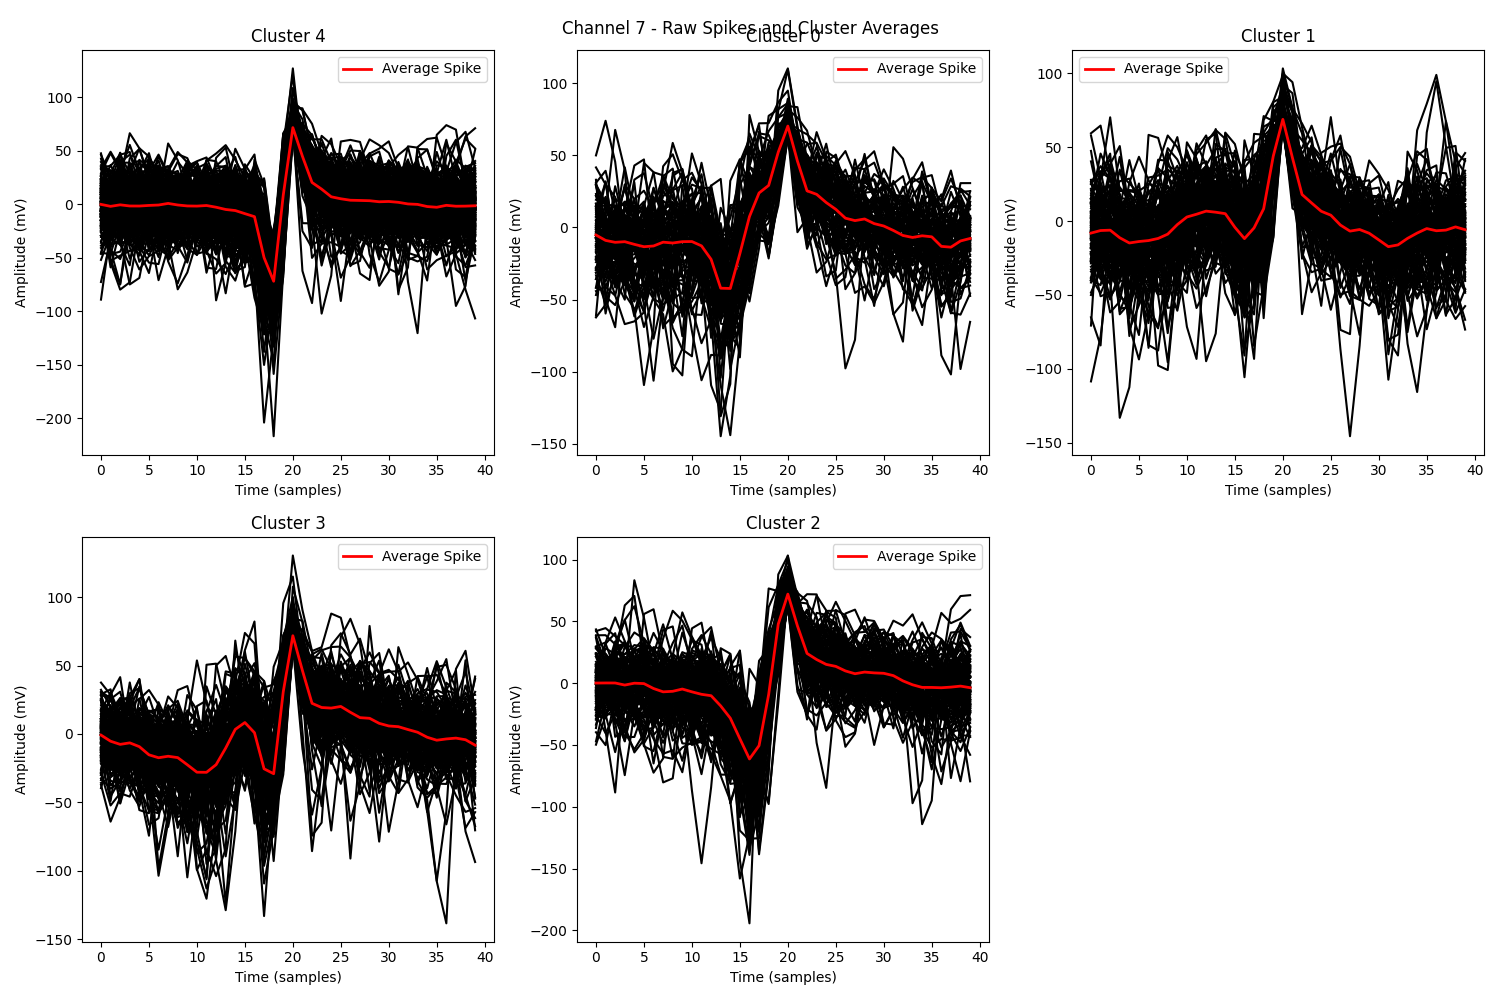 Channel 7 - Raw Spikes and Cluster Averages
Cluster 4
Average Spike
Amplitude (mV)
100
50
0
−50
−100
−150
−200
0 5 10 15 20 25 30 35 40
Time (samples)
Cluster 0
Average Spike
Amplitude (mV)
100
50
0
−50
−100
−150
0 5 10 15 20 25 30 35 40
Time (samples)
Cluster 1
Average Spike
Amplitude (mV)
100
50
0
−50
−100
−150
0 5 10 15 20 25 30 35 40
Time (samples)
Cluster 3
Average Spike
Amplitude (mV)
100
50
0
−50
−100
−150
0 5 10 15 20 25 30 35 40
Time (samples)
Cluster 2
Average Spike
Amplitude (mV)
100
50
0
−50
−100
−150
−200
0 5 10 15 20 25 30 35 40
Time (samples)